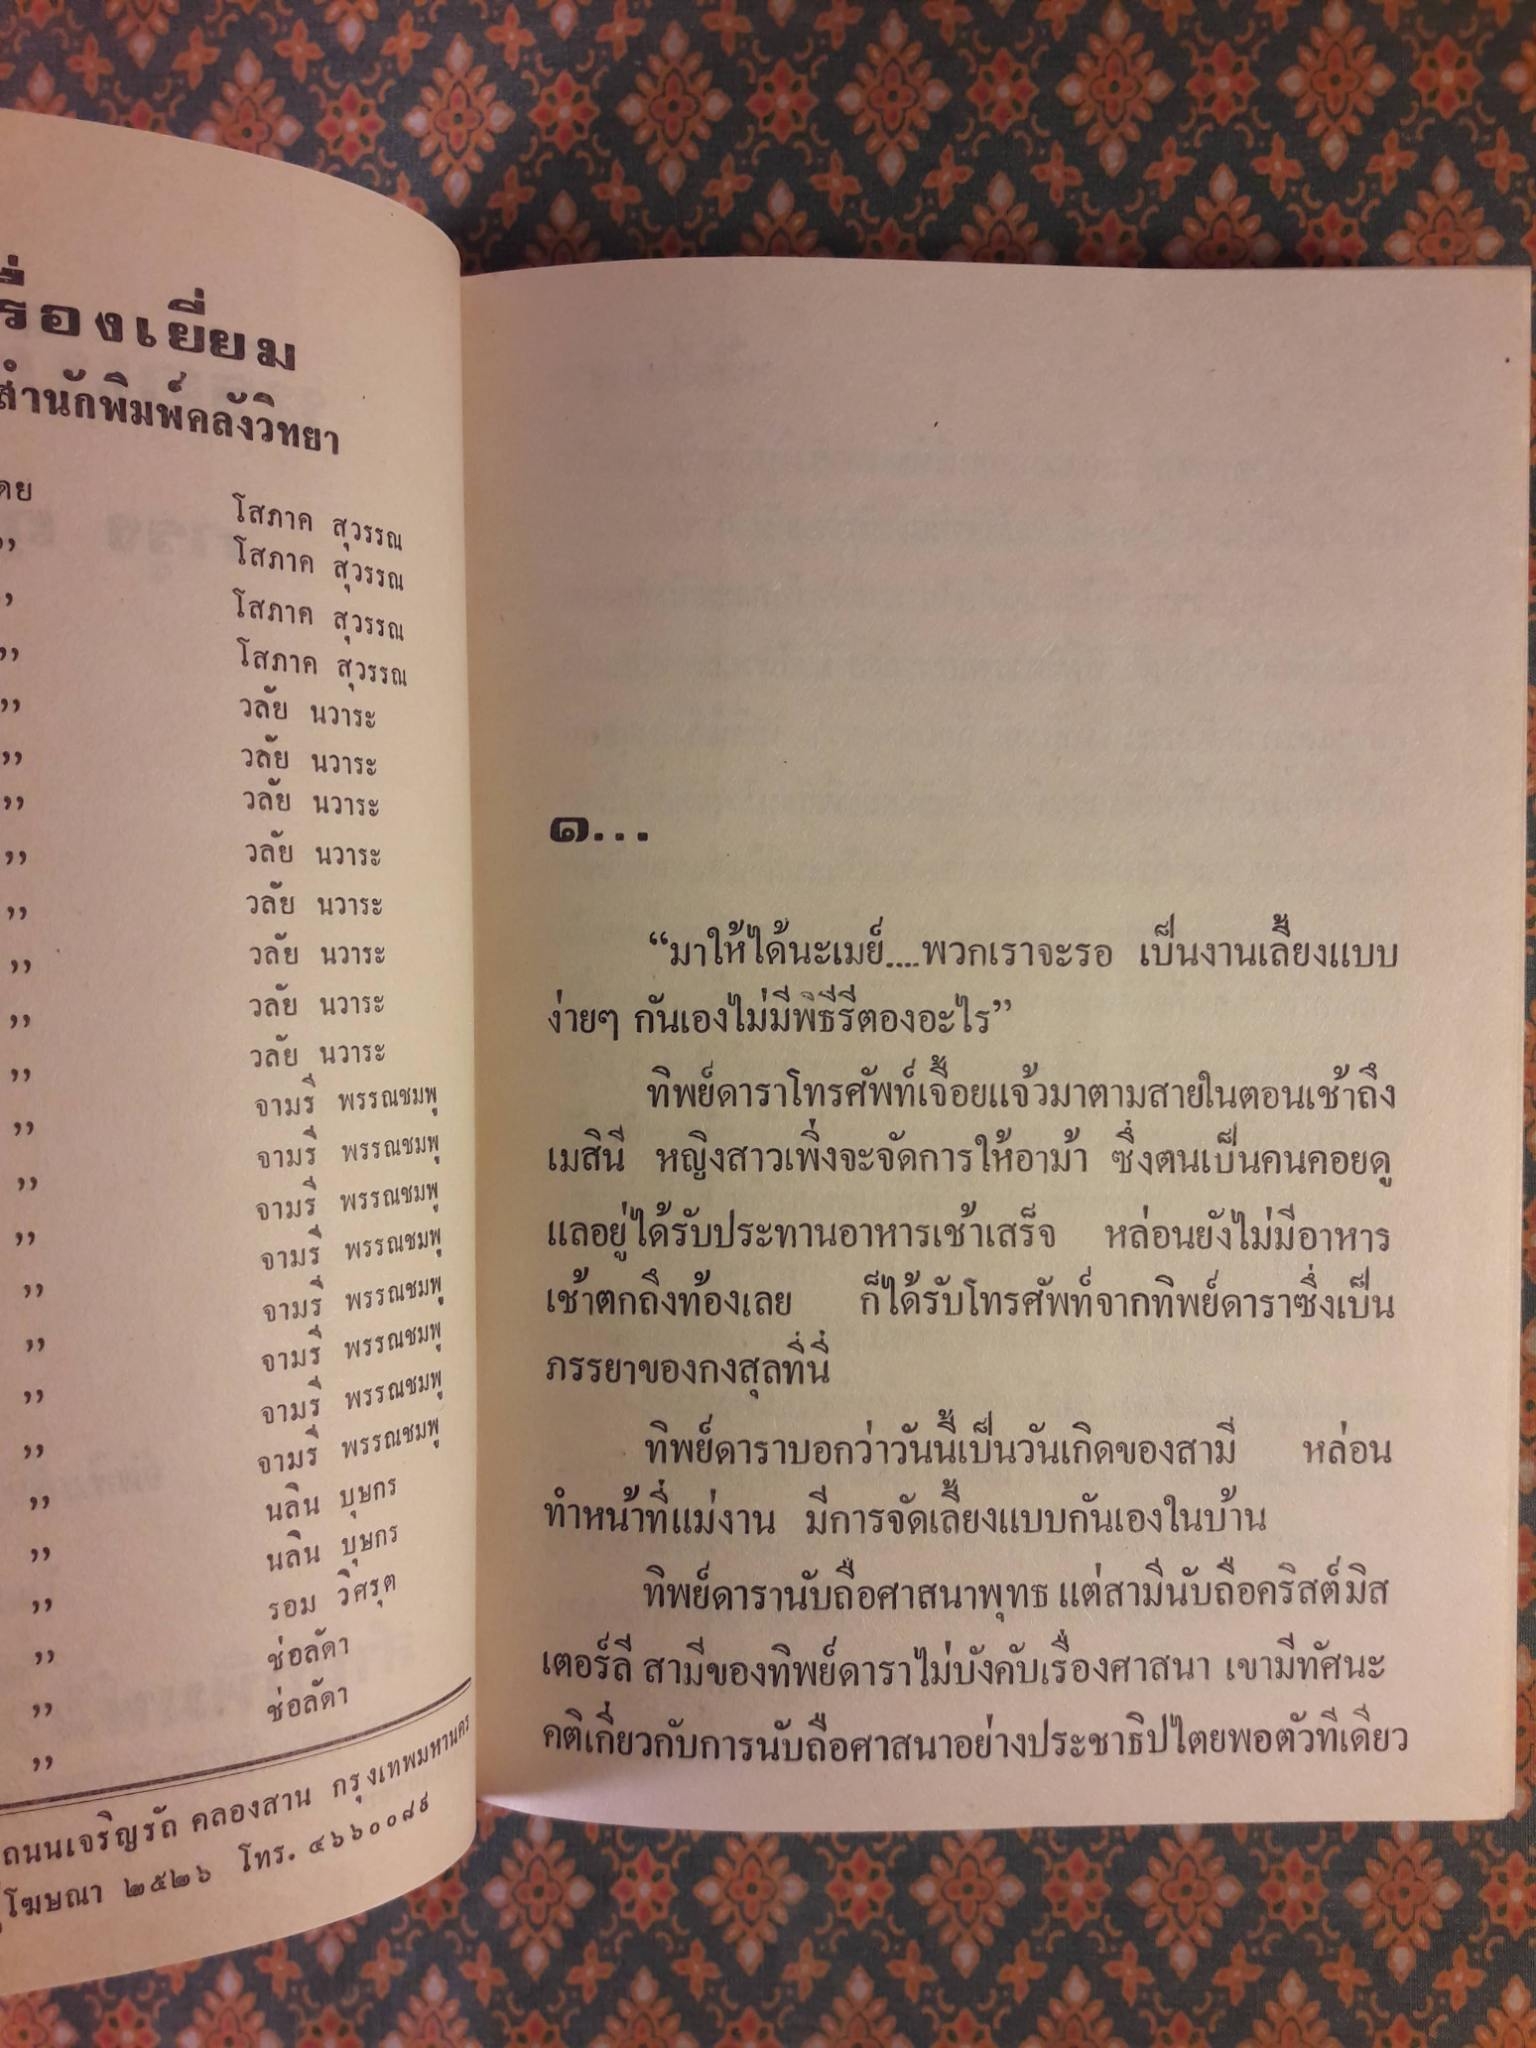 รื่องเยี่ยม
สำนักพิมพ์คลังวิทยา
ดย โสภาค สุวรรณ
,, โสภาค สุวรรณ
,, โสภาค สุวรรณ
,, โสภาค สุวรรณ
,, วลัย นวาระ
,, วลัย นวาระ
,, วลัย นวาระ
,, วลัย นวาระ
,, วลัย นวาระ
,, วลัย นวาระ
,, วลัย นวาระ
,, วลัย นวาระ
,, จามรี พรรณชมพู
,, จามรี พรรณชมพู
,, จามรี พรรณชมพู
,, จามรี พรรณชมพู
,, จามรี พรรณชมพู
,, จามรี พรรณชมพู
,, จามรี พรรณชมพู
,, จามรี พรรณชมพู
,, นลิน บุษกร
,, นลิน บุษกร
,, รอม วิศรุต
,, ช่อลัดา
,, ช่อลัดา
ถนนเจริญรัถ คลองสาน กรุงเทพมหานคร
โฆษณา ๒๕๒๖ โทร. ๔๖๖๐๐๘๙
๑...
“มาให้ได้นะเมย์....พวกเราจะรอ เป็นงานเลี้ยงแบบ
ง่ายๆ กันเองไม่มีพิธีรีตองอะไร”
ทิพย์ดาราโทรศัพท์เจื้อยแจ้วมาตามสายในตอนเช้าถึง
เมสินี หญิงสาวเพิ่งจะจัดการให้อาม้า ซึ่งตนเป็นคนคอยดู
แลอยู่ได้รับประทานอาหารเช้าเสร็จ หล่อนยังไม่มีอาหาร
เช้าตกถึงท้องเลย ก็ได้รับโทรศัพท์จากทิพย์ดาราซึ่งเป็น
ภรรยาของกงสุลที่นี่
ทิพย์ดาราบอกว่าวันนี้เป็นวันเกิดของสามี หล่อน
ทำหน้าที่แม่งาน มีการจัดเลี้ยงแบบกันเองในบ้าน
ทิพย์ดารานับถือศาสนาพุทธ แต่สามีนับถือคริสต์มิส
เตอร์ลี สามีของทิพย์ดาราไม่บังคับเรื่องศาสนา เขามีทัศนะ
คติเกี่ยวกับการนับถือศาสนาอย่างประชาธิปไตยพอตัวทีเดียว